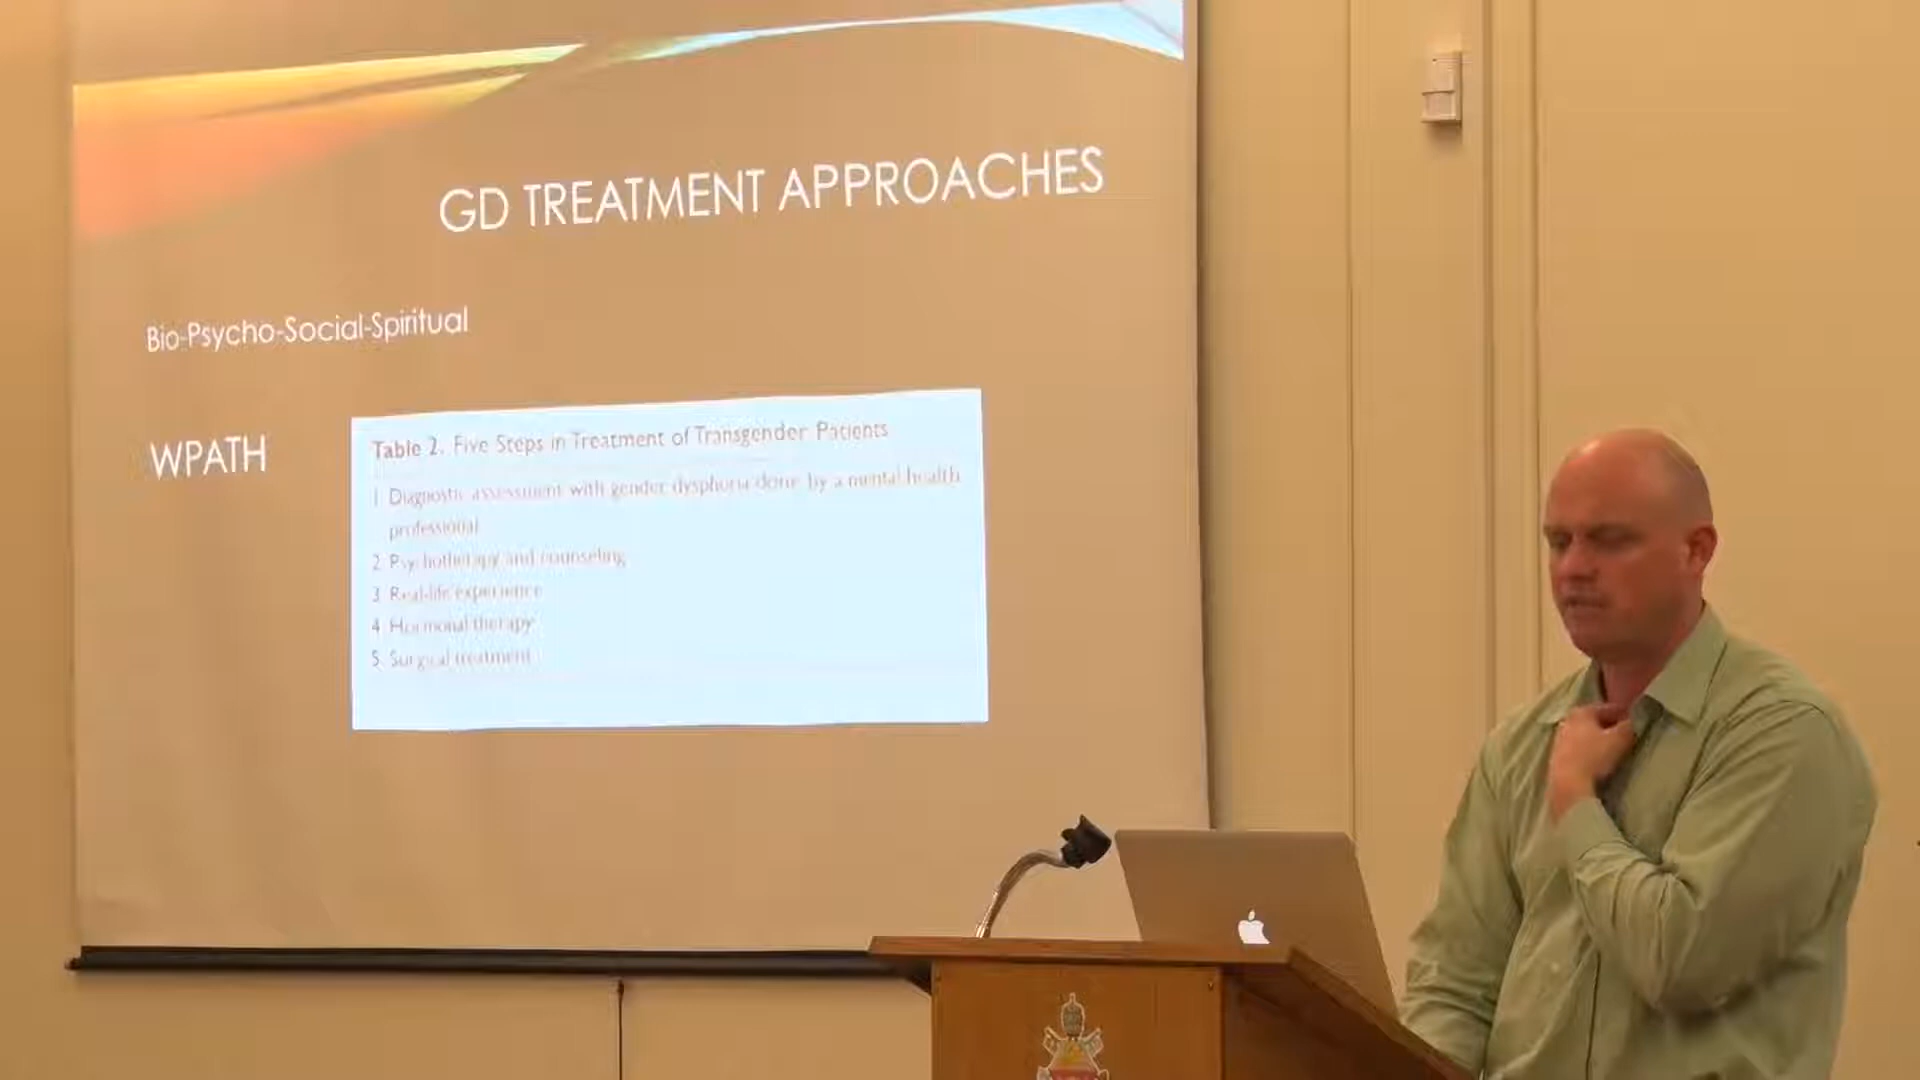 GD TREATMENT APPROACHES
Bio-Psycho-Social-Spiritual
WPATH
Table 2. Five Steps in Treatment of Transgender Patients
1 Diagnostic assessment with gender dysphoria done by a mental health
professional
2 Psychotherapy and counseling
3 Real-life experience
4 Hormonal therapy
5. Surgical treatment